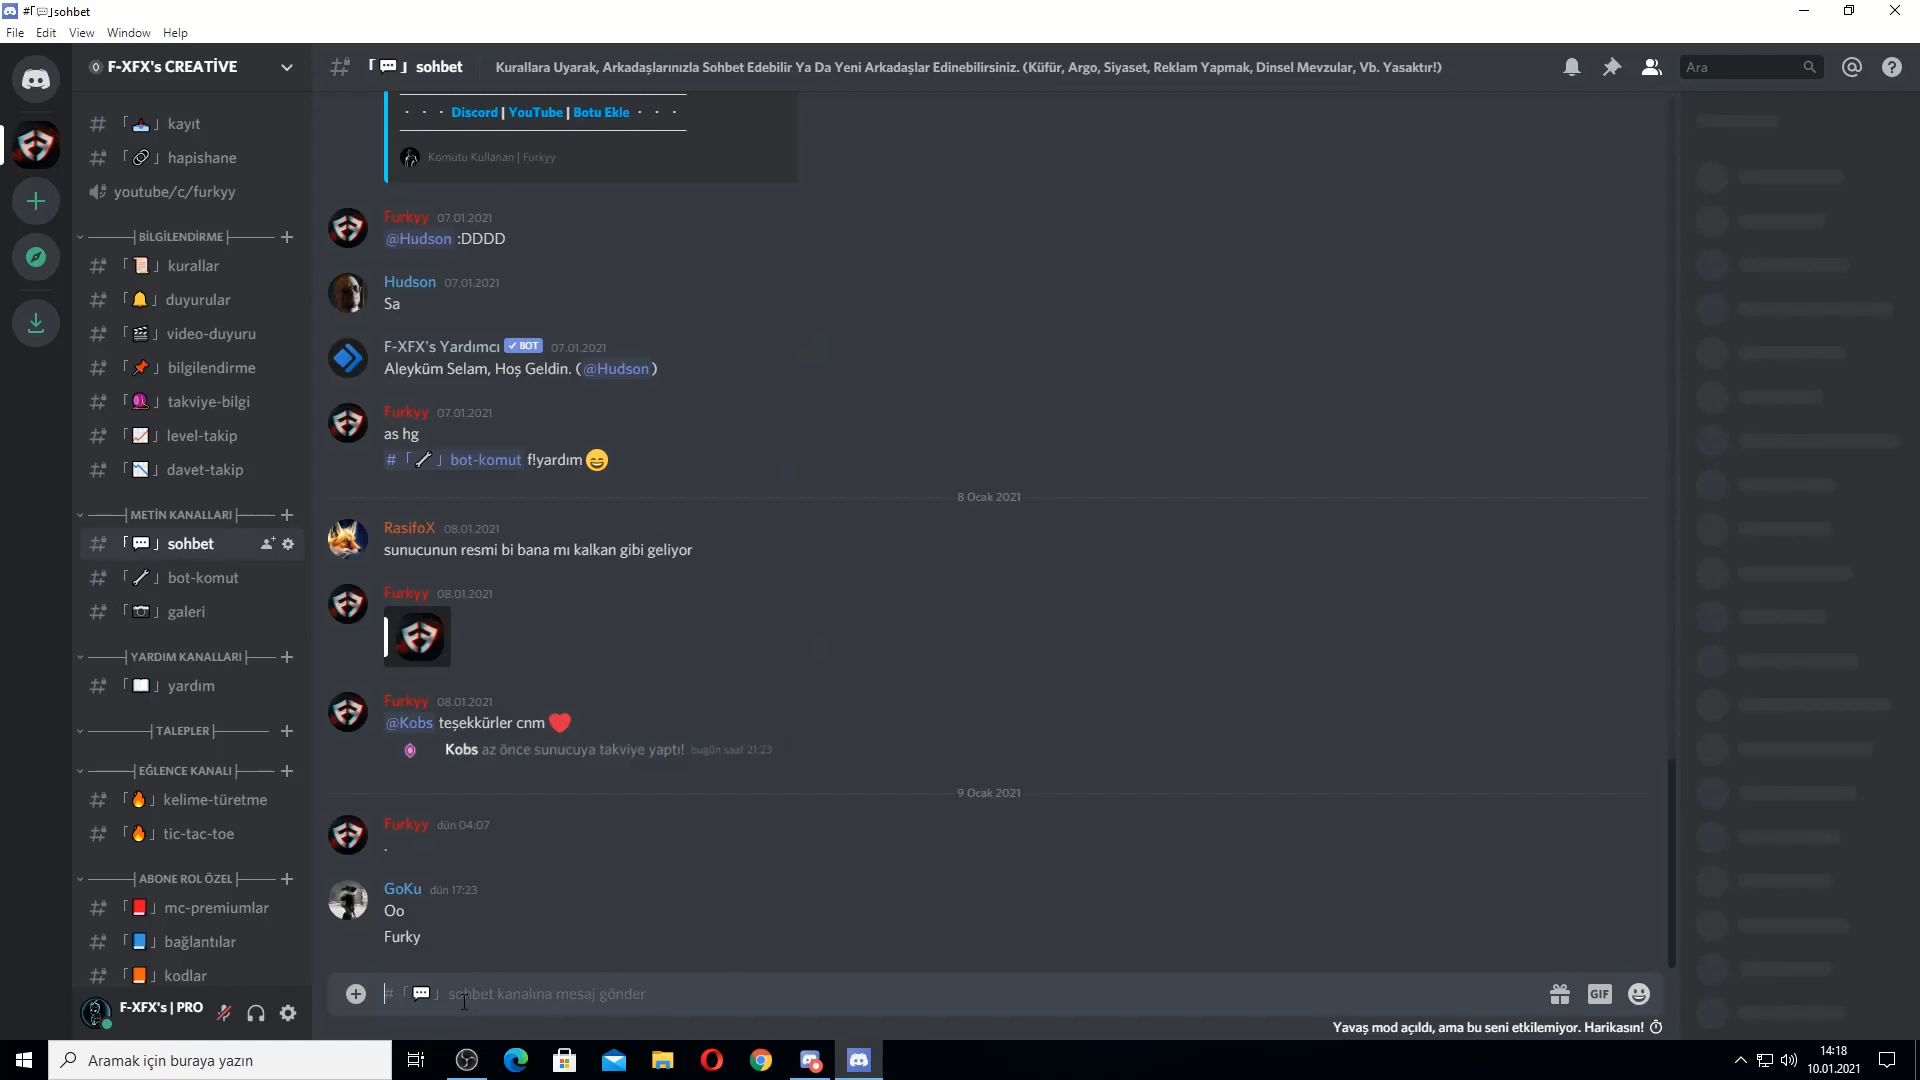 #「💬」sohbet
File Edit View Window Help
F-XFX's CREATİVE
「💬」 sohbet
Kurallara Uyarak, Arkadaşlarınızla Sohbet Edebilir Ya Da Yeni Arkadaşlar Edinebilirsiniz. (Küfür, Argo, Siyaset, Reklam Yapmak, Dinsel Mevzular, Vb. Yasaktır!)
Ara
「📥」 kayıt
「🔗」 hapishane
youtube/c/furkyy
┤BİLGİLENDİRME├
「📜」 kurallar
「🔔」 duyurular
「🎬」 video-duyuru
「📌」 bilgilendirme
「🔮」 takviye-bilgi
「📈」 level-takip
「📉」 davet-takip
┤METİN KANALLARI├
「💬」 sohbet
「🔧」 bot-komut
「📷」 galeri
┤YARDIM KANALLARI├
「📖」 yardım
┤TALEPLER├
┤EĞLENCE KANALI├
「🔥」 kelime-türetme
「🔥」 tic-tac-toe
┤ABONE ROL ÖZEL├
「📕」 mc-premiumlar
「📘」 bağlantılar
「📙」 kodlar
F-XFX's | PRO
· · · Discord | YouTube | Botu Ekle · · ·
Komutu Kullanan | Furkyy
Furkyy 07.01.2021
@Hudson :DDDD
Hudson 07.01.2021
Sa
F-XFX's Yardımcı ✓ BOT 07.01.2021
Aleyküm Selam, Hoş Geldin. (@Hudson)
Furkyy 07.01.2021
as hg
#「🔧」 bot-komut f!yardım 😄
8 Ocak 2021
RasifoX 08.01.2021
sunucunun resmi bi bana mı kalkan gibi geliyor
Furkyy 08.01.2021
Furkyy 08.01.2021
@Kobs teşekkürler cnm ❤
Kobs az önce sunucuya takviye yaptı! bugün saat 21:23
9 Ocak 2021
Furkyy dün 04:07
.
GoKu dün 17:23
Oo
Furky
#「💬」 sohbet kanalına mesaj gönder
GIF
Yavaş mod açıldı, ama bu seni etkilemiyor. Harikasın!
Aramak için buraya yazın
14:18
10.01.2021